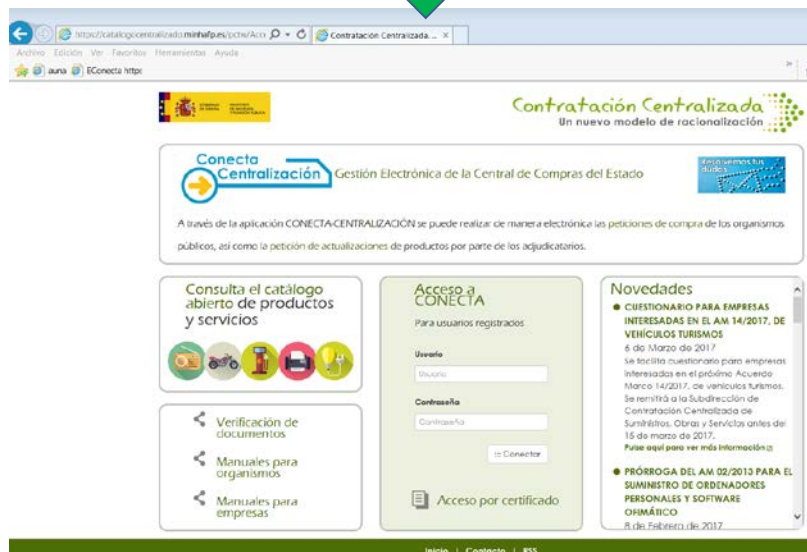 https://catalogocentralizado.minhafp.es/pctw/Acc
Contratación Centralizada...
Archivo Edición Ver Favoritos Herramientas Ayuda
auna EConecta https
Contratación Centralizada
Un nuevo modelo de racionalización
Conecta
Centralización
Gestión Electrónica de la Central de Compras del Estado
Resolvemos tus
dudas
A través de la aplicación CONECTA-CENTRALIZACIÓN se puede realizar de manera electrónica las peticiones de compra de los organismos
públicos, así como la petición de actualizaciones de productos por parte de los adjudicatarios.
Consulta el catálogo
abierto de productos
y servicios
Verificación de
documentos
Manuales para
organismos
Manuales para
empresas
Acceso a
CONECTA
Para usuarios registrados
Usuario
Usuario
Contraseña
Contraseña
:: Conectar
Acceso por certificado
Novedades
CUESTIONARIO PARA EMPRESAS
INTERESADAS EN EL AM 14/2017, DE
VEHÍCULOS TURISMOS
6 de Marzo de 2017
Se facilita cuestionario para empresas
interesadas en el próximo Acuerdo
Marco 14/2017, de vehículos turismos.
Se remitirá a la Subdirección de
Contratación Centralizada de
Suministros, Obras y Servicios antes del
15 de marzo de 2017.
Pulse aquí para ver más información
PRÓRROGA DEL AM 02/2013 PARA EL
SUMINISTRO DE ORDENADORES
PERSONALES Y SOFTWARE
OFIMÁTICO
8 de Febrero de 2017
Inicio | Contacto | RSS